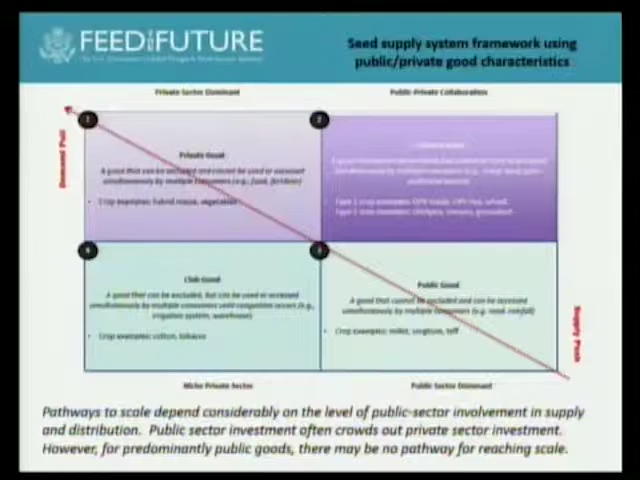 FEED THE FUTURE
Seed supply system framework using
public/private good characteristics
Private Sector Dominant
Public-Private Collaboration
Demand Pull
1
2
Private Good
A good that can be excluded and cannot be used or accessed
simultaneously by multiple consumers (e.g., food, fertilizer)
• Crop examples: hybrid maize, vegetables
4
3
Club Good
A good that can be excluded, but can be used or accessed
simultaneously by multiple consumers until congestion occurs (e.g.,
irrigation system, warehouse)
• Crop examples: cotton, tobacco
Public Good
A good that cannot be excluded and can be accessed
simultaneously by multiple consumers (e.g. road, rainfall)
• Crop examples: millet, sorghum, teff
Supply Push
Niche Private Sector
Public Sector Dominant
Pathways to scale depend considerably on the level of public-sector involvement in supply
and distribution. Public sector investment often crowds out private sector investment.
However, for predominantly public goods, there may be no pathway for reaching scale.